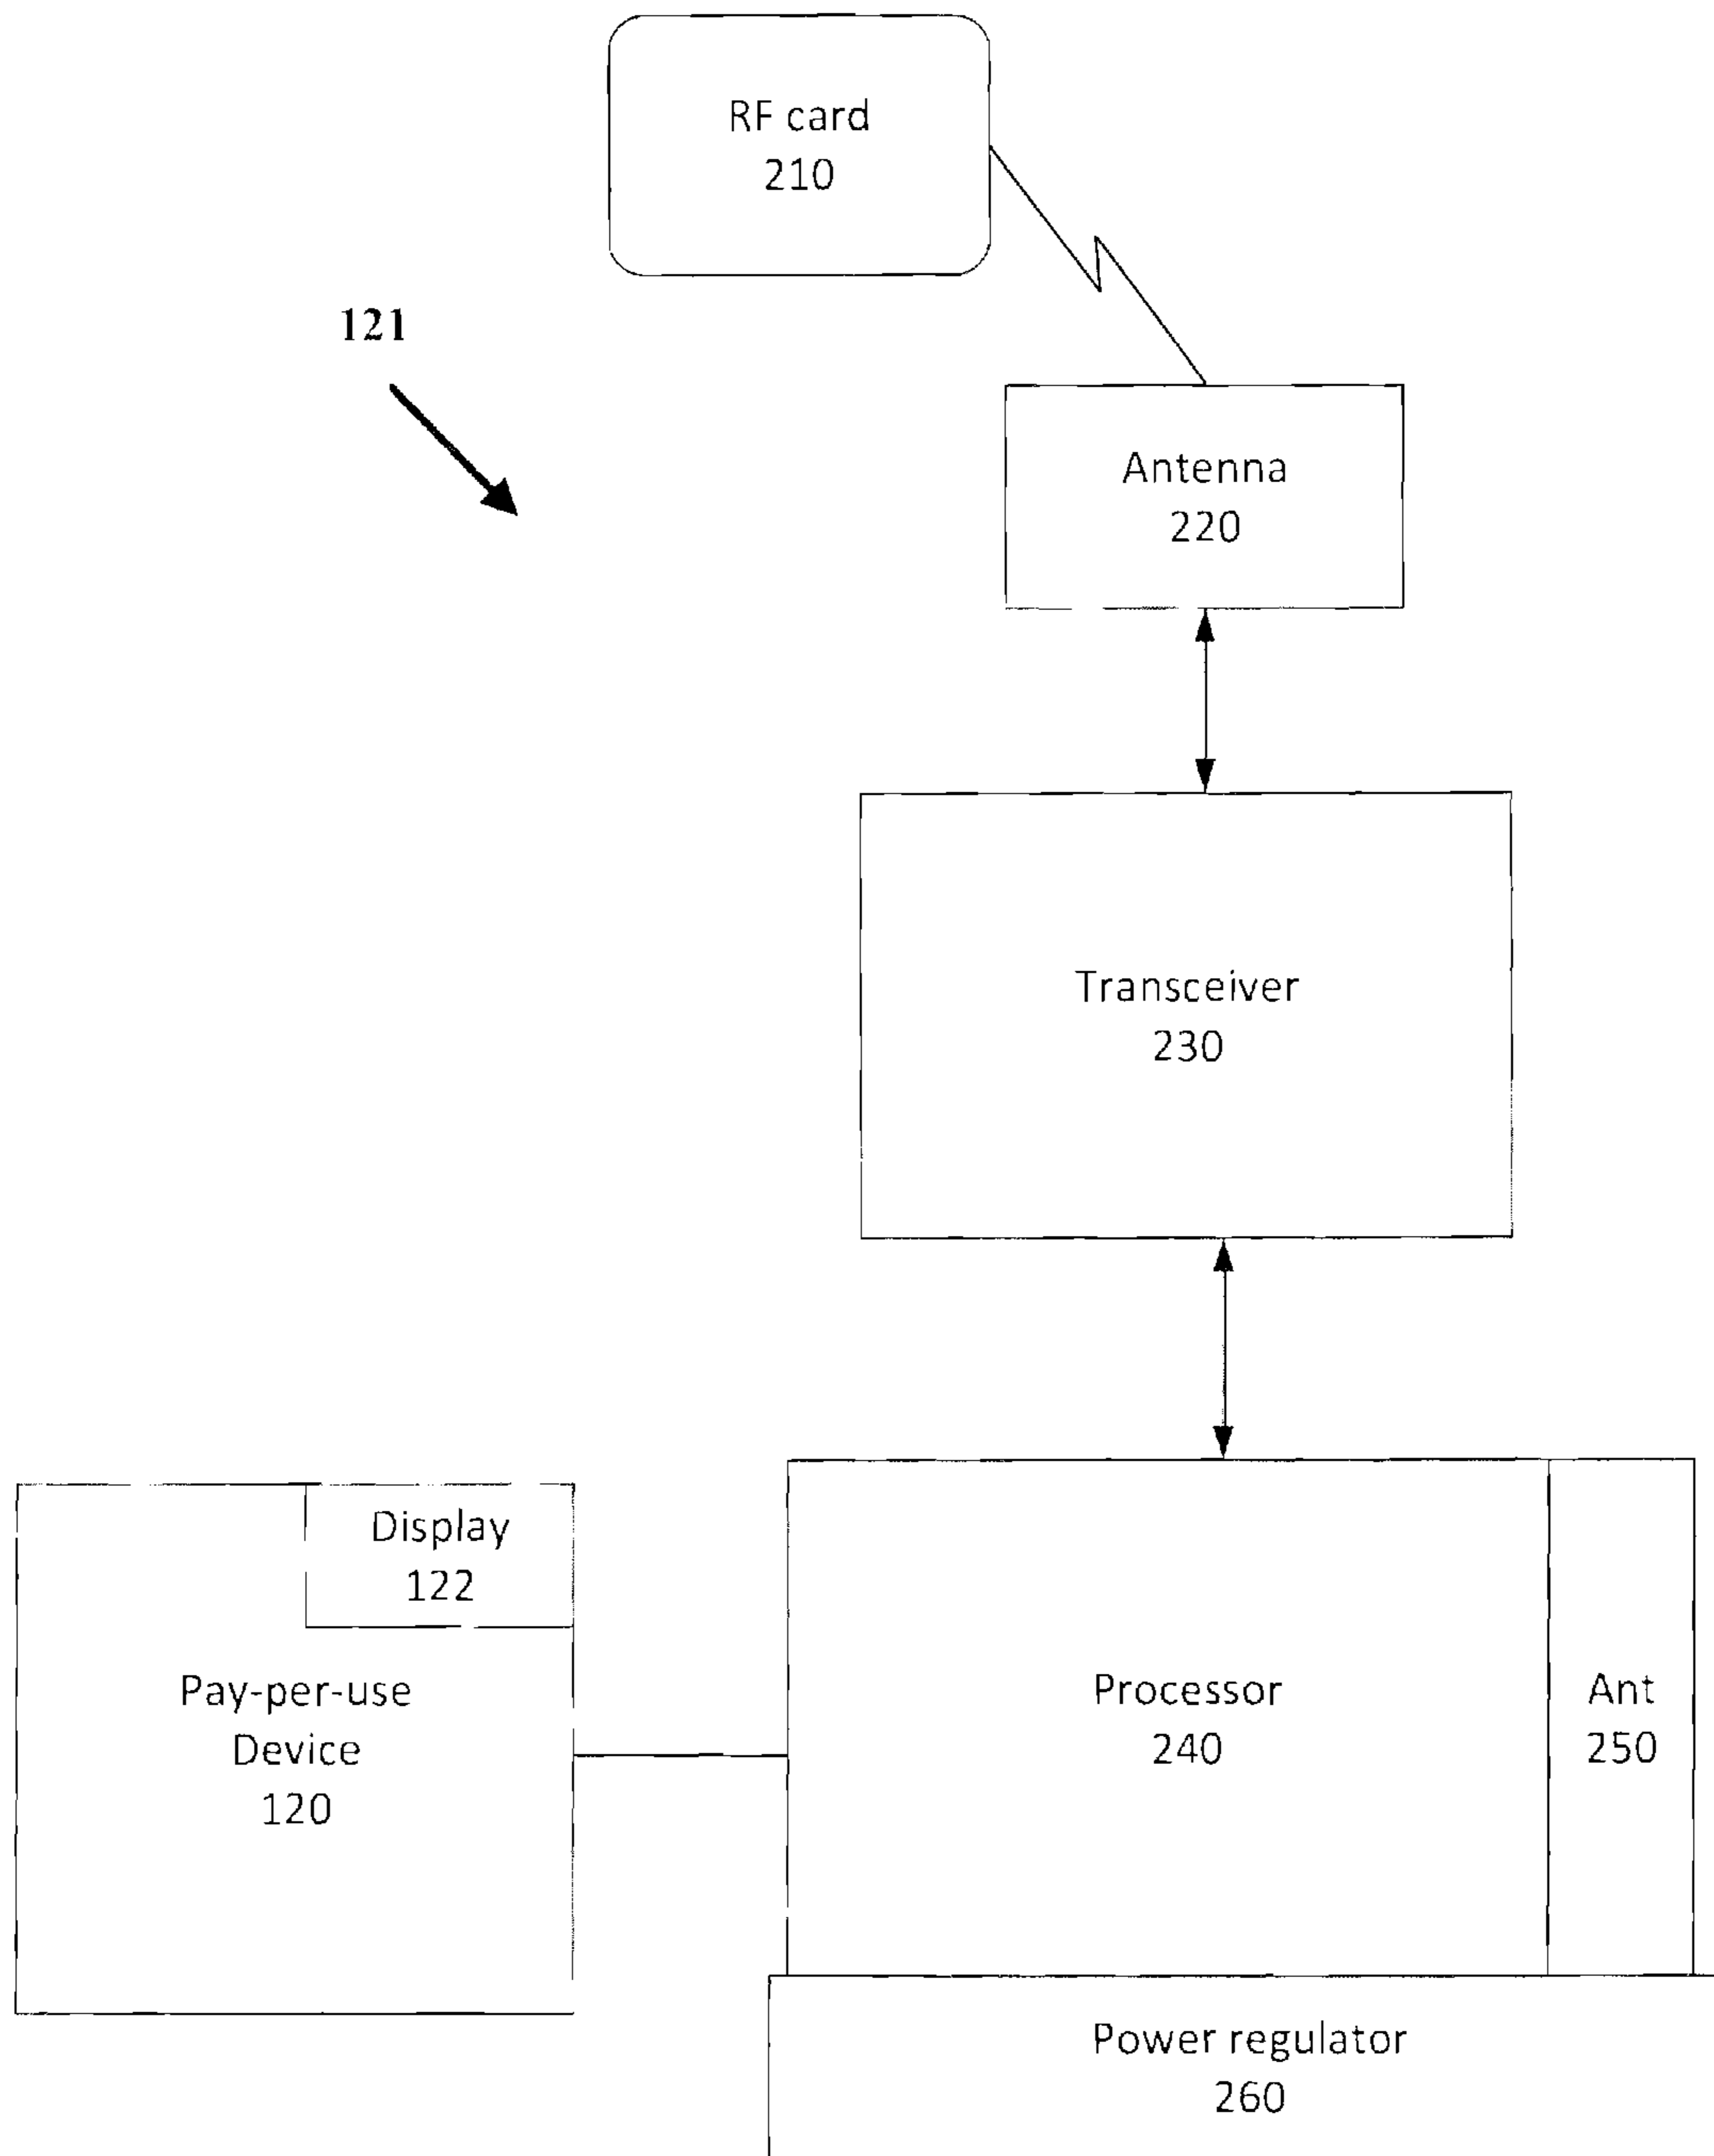 RF card
210
121
Antenna
220
Transceiver
230
Display
122
Pay-per-use
Device
120
Processor
240
Ant
250
Power regulator
260